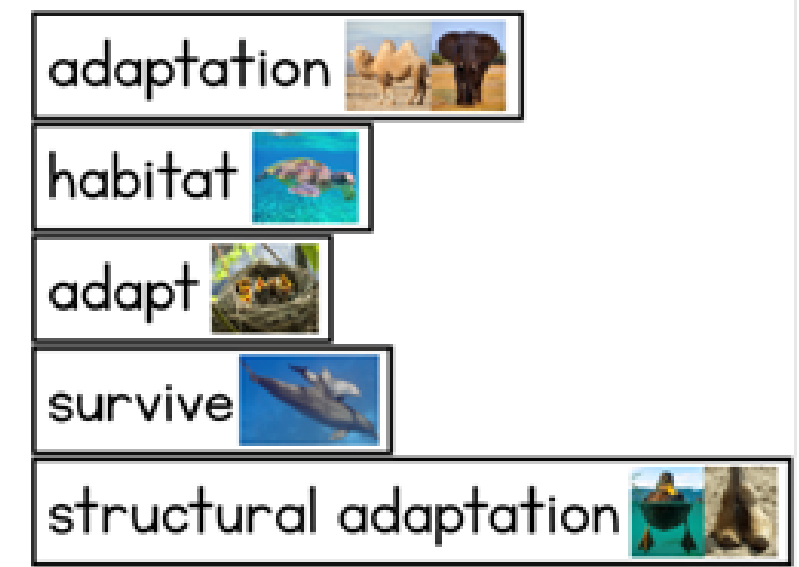 adaptation
habitat
adapt
survive
structural adaptation